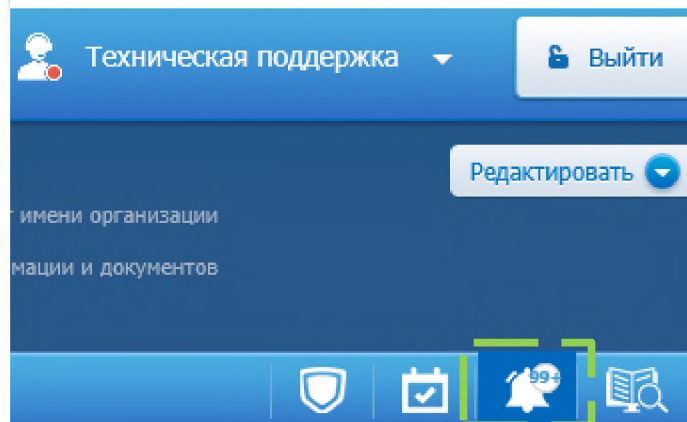 Техническая поддержка
Выйти
Редактировать
имени организации
мации и документов
99+